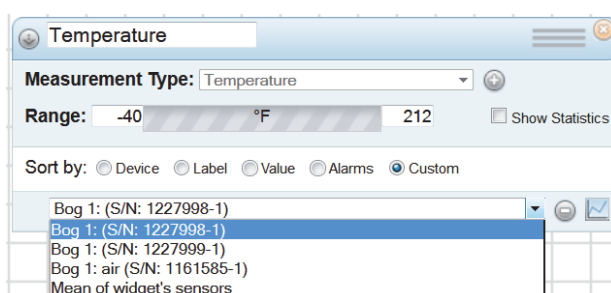 Temperature
Measurement Type: Temperature
Range: -40 °F 212 Show Statistics
Sort by: Device Label Value Alarms Custom
Bog 1: (S/N: 1227998-1)
Bog 1: (S/N: 1227998-1)
Bog 1: (S/N: 1227999-1)
Bog 1: air (S/N: 1161585-1)
Mean of widget's sensors